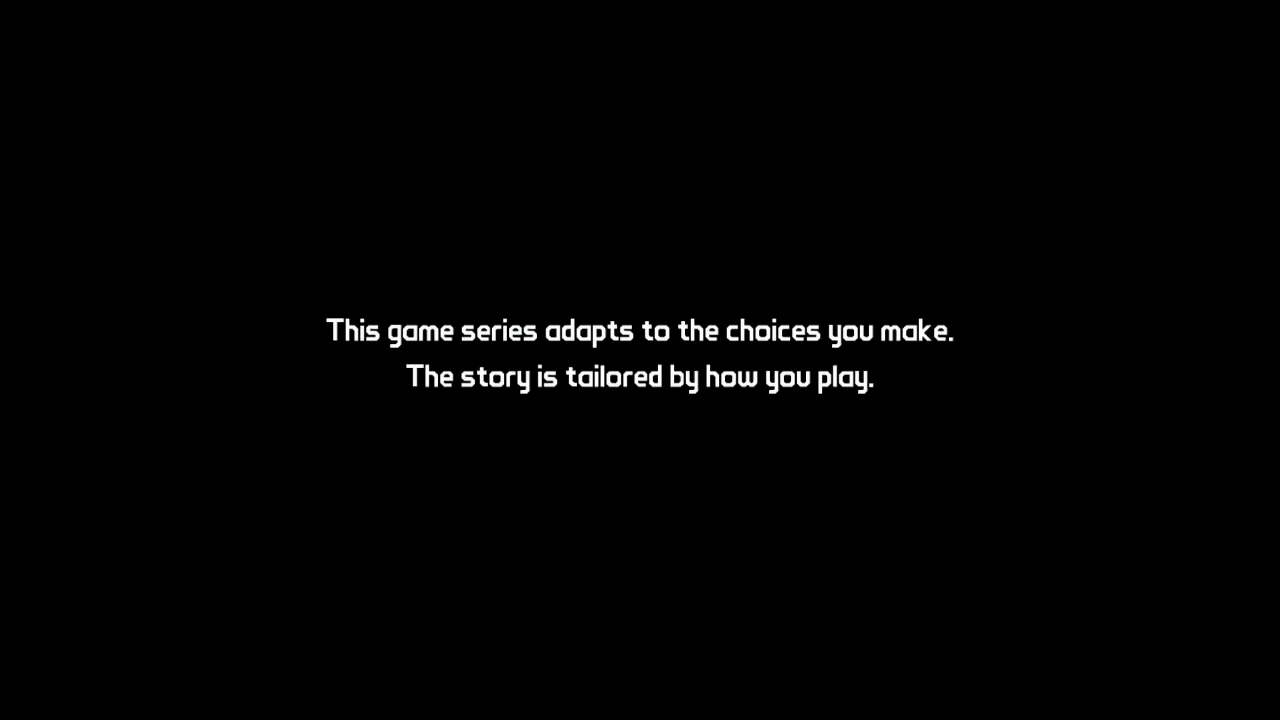 This game series adapts to the choices you make.
The story is tailored by how you play.